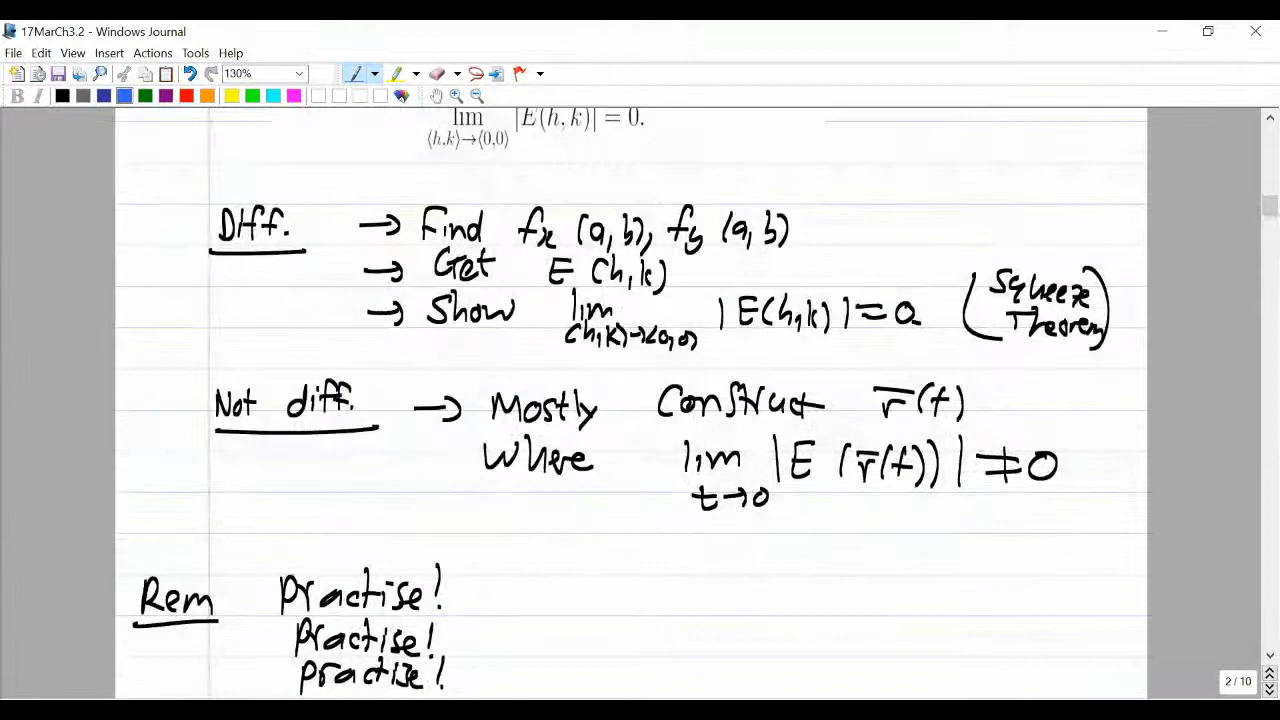 17MarCh3.2 - Windows Journal
File Edit View Insert Actions Tools Help
130%
B I
lim |E(h, k)| = 0.
⟨h,k⟩→⟨0,0⟩
Diff. → Find fx (a, b), fy (a, b)
→ Get E (h, k)
→ Show lim |E(h,k)| = 0 (Squeeze Theorem)
⟨h,k⟩→⟨0,0⟩
Not diff. → Mostly construct r̅(t)
where lim |E (r̅(t))| ≠ 0
t→0
Rem Practise!
Practise!
Practise!
2 / 10